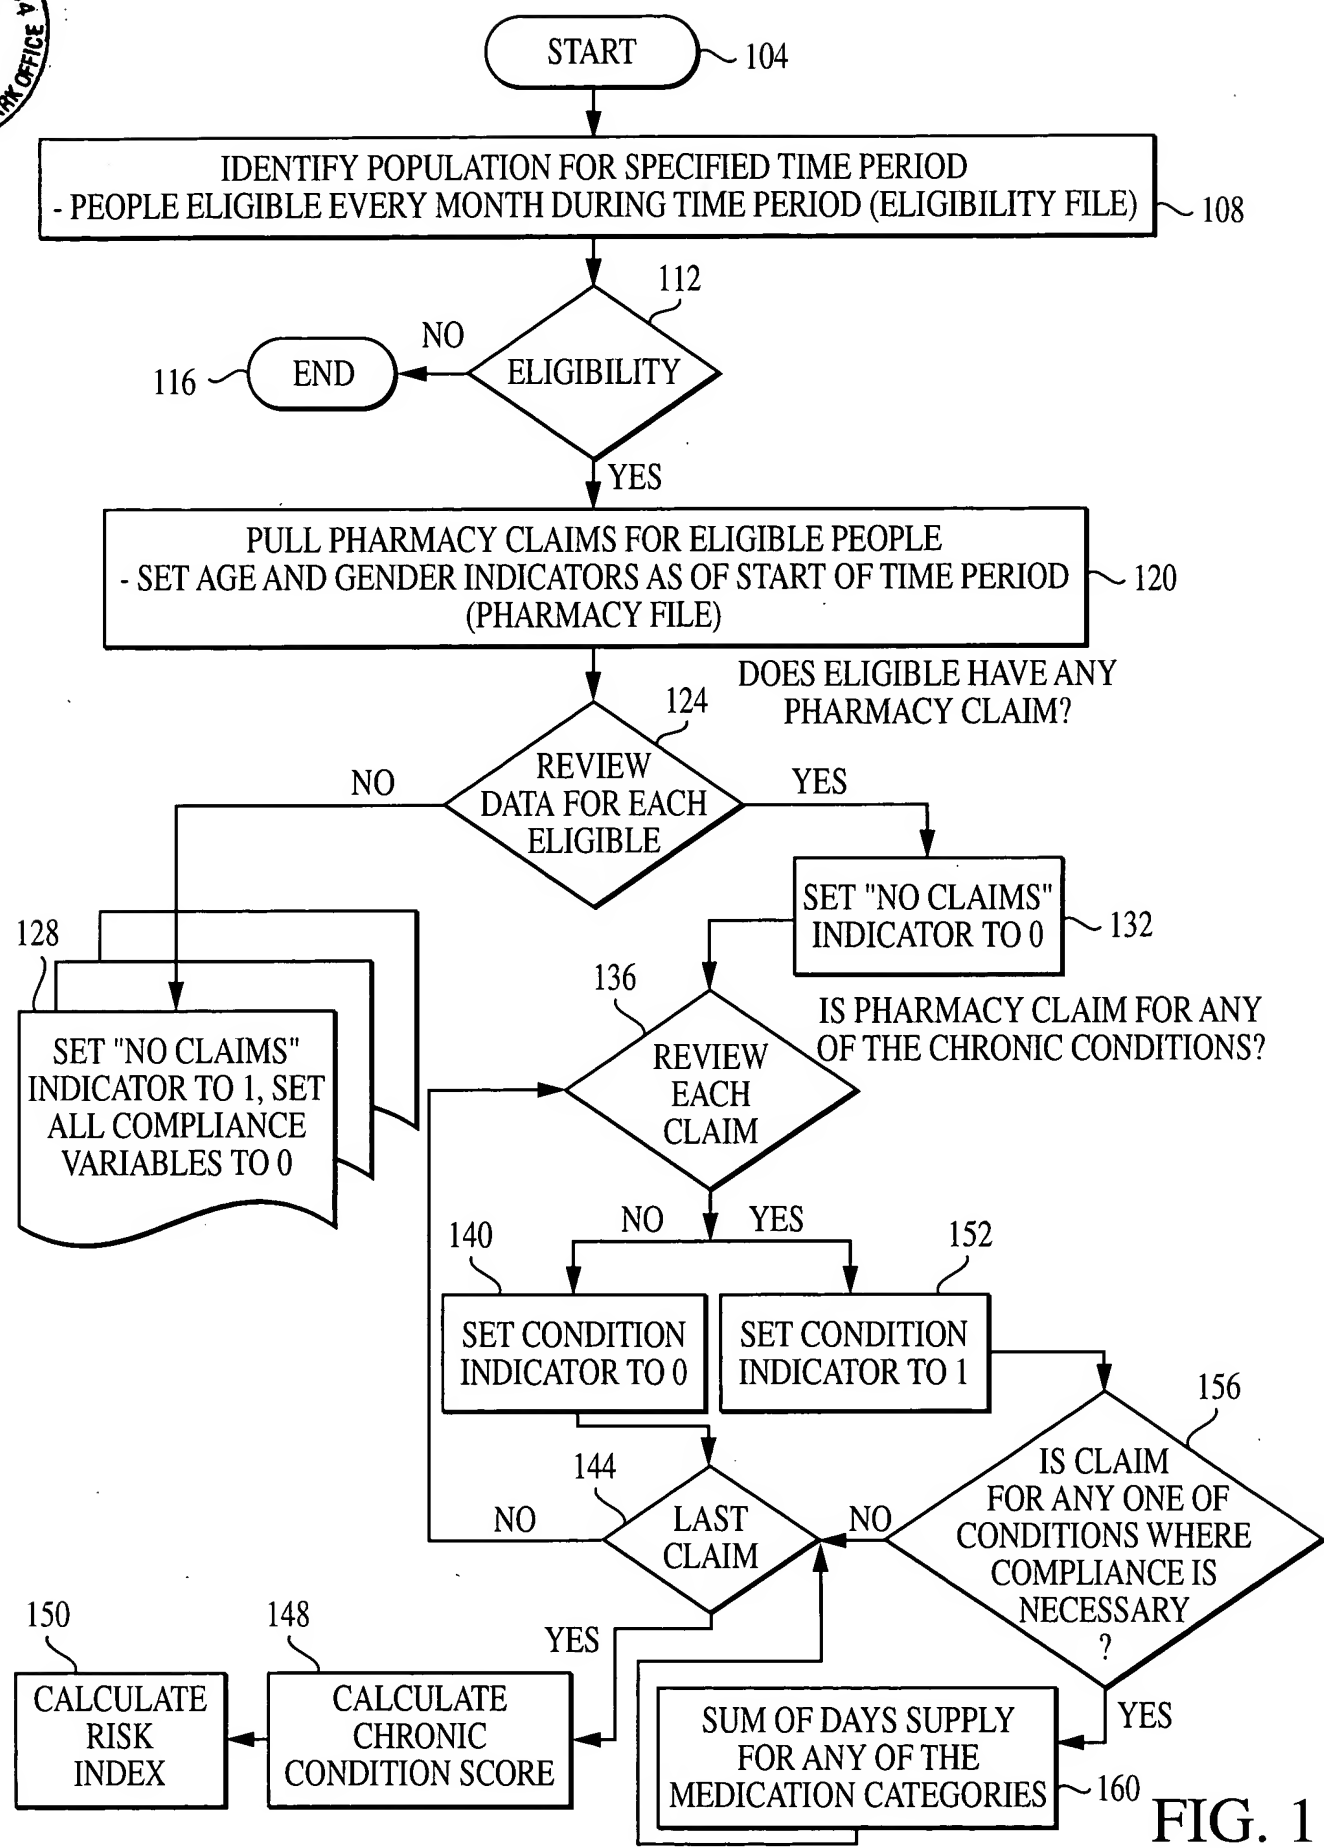 RK OFFICE
START
104
IDENTIFY POPULATION FOR SPECIFIED TIME PERIOD
- PEOPLE ELIGIBLE EVERY MONTH DURING TIME PERIOD (ELIGIBILITY FILE)
108
112
NO
ELIGIBILITY
END
116
YES
PULL PHARMACY CLAIMS FOR ELIGIBLE PEOPLE
- SET AGE AND GENDER INDICATORS AS OF START OF TIME PERIOD
(PHARMACY FILE)
120
DOES ELIGIBLE HAVE ANY
PHARMACY CLAIM?
124
NO
REVIEW
DATA FOR EACH
ELIGIBLE
YES
SET "NO CLAIMS"
INDICATOR TO 0
132
128
SET "NO CLAIMS"
INDICATOR TO 1, SET
ALL COMPLIANCE
VARIABLES TO 0
136
IS PHARMACY CLAIM FOR ANY
OF THE CHRONIC CONDITIONS?
REVIEW
EACH
CLAIM
NO
YES
140
SET CONDITION
INDICATOR TO 0
152
SET CONDITION
INDICATOR TO 1
156
IS CLAIM
FOR ANY ONE OF
CONDITIONS WHERE
COMPLIANCE IS
NECESSARY
?
144
NO
LAST
CLAIM
NO
YES
150
CALCULATE
RISK
INDEX
148
CALCULATE
CHRONIC
CONDITION SCORE
YES
SUM OF DAYS SUPPLY
FOR ANY OF THE
MEDICATION CATEGORIES
160
FIG. 1